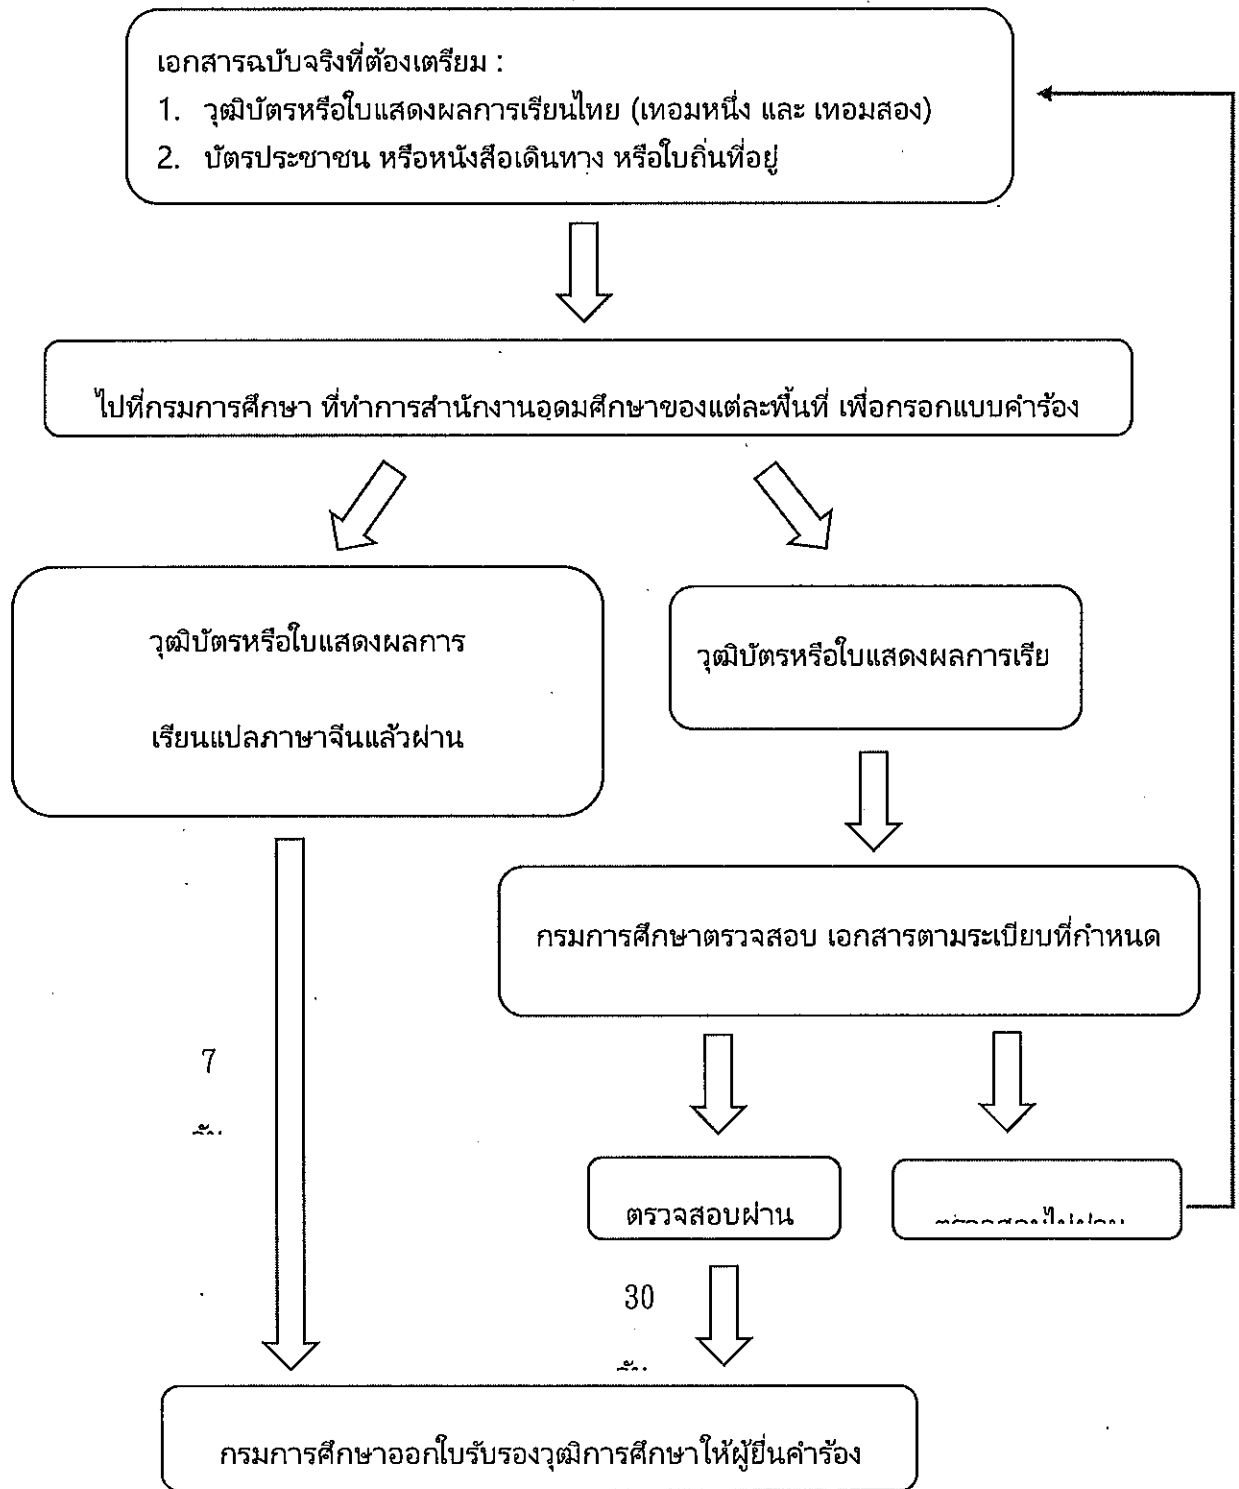 เอกสารฉบับจริงที่ต้องเตรียม :
1. วุฒิบัตรหรือใบแสดงผลการเรียนไทย (เทอมหนึ่ง และ เทอมสอง)
2. บัตรประชาชน หรือหนังสือเดินทาง หรือใบถิ่นที่อยู่
ไปที่กรมการศึกษา ที่ทำการสำนักงานอุดมศึกษาของแต่ละพื้นที่ เพื่อกรอกแบบคำร้อง
วุฒิบัตรหรือใบแสดงผลการ
เรียนแปลภาษาจีนแล้วผ่าน
วุฒิบัตรหรือใบแสดงผลการเรีย
กรมการศึกษาตรวจสอบ เอกสารตามระเบียบที่กำหนด
7
ตรวจสอบผ่าน
30
กรมการศึกษาออกใบรับรองวุฒิการศึกษาให้ผู้ยื่นคำร้อง